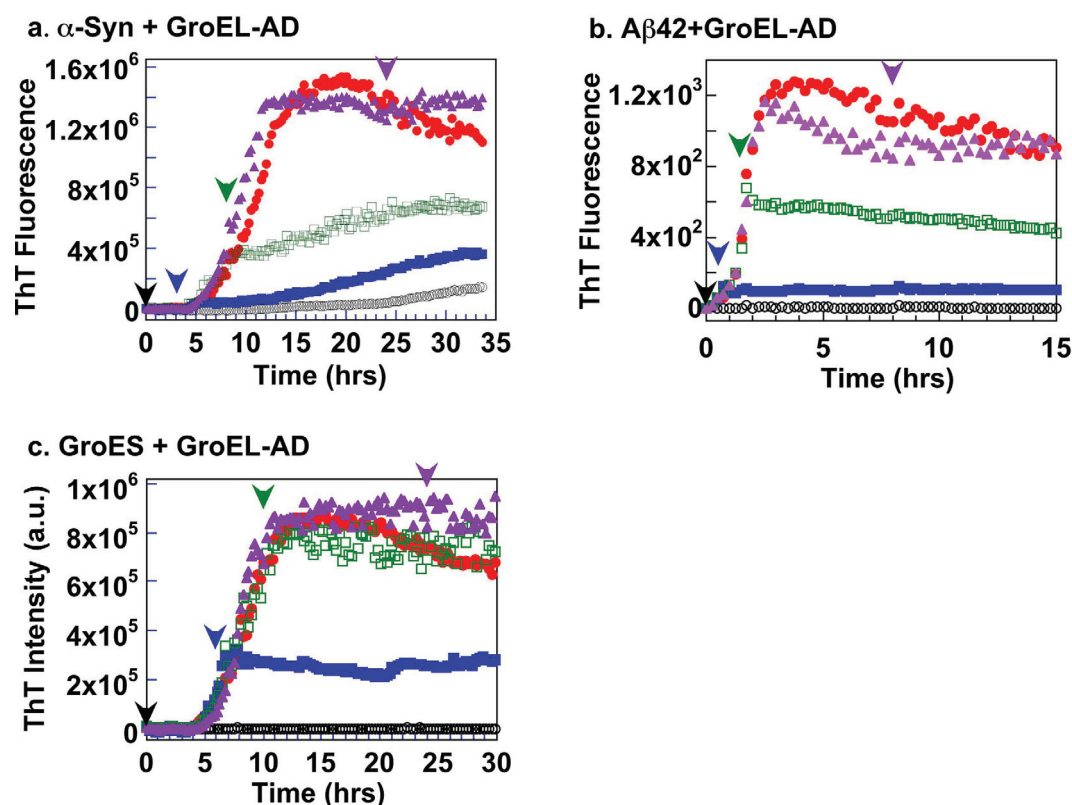 a. α-Syn + GroEL-AD
ThT Fluorescence
1.6x10⁶
1.2x10⁶
8x10⁵
4x10⁵
0
0 5 10 15 20 25 30 35
Time (hrs)
b. Aβ42+GroEL-AD
ThT Fluorescence
1.2x10³
8x10²
4x10²
0
0 5 10 15
Time (hrs)
c. GroES + GroEL-AD
ThT Intensity (a.u.)
1x10⁶
8x10⁵
6x10⁵
4x10⁵
2x10⁵
0
0 5 10 15 20 25 30
Time (hrs)